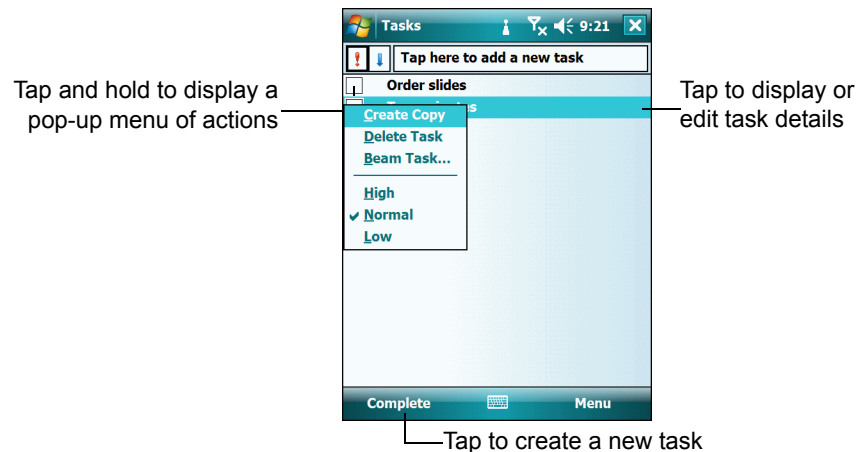 Tasks
9:21
Tap here to add a new task
Order slides
Create Copy
Delete Task
Beam Task...
High
Normal
Low
Complete
Menu
Tap and hold to display a
pop-up menu of actions
Tap to display or
edit task details
Tap to create a new task